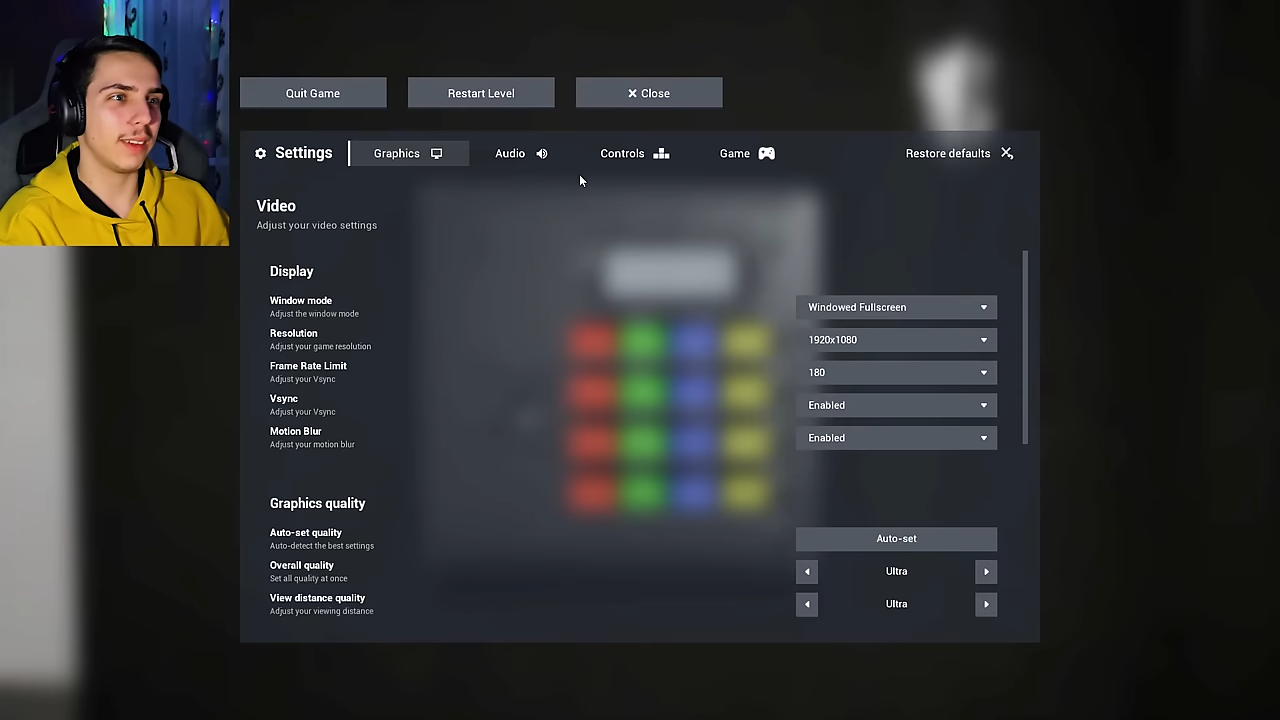 Quit Game
Restart Level
Close
Settings
Graphics
Audio
Controls
Game
Restore defaults
Video
Adjust your video settings
Display
Window mode
Adjust the window mode
Windowed Fullscreen
Resolution
Adjust your game resolution
1920x1080
Frame Rate Limit
Adjust your Vsync
180
Vsync
Adjust your Vsync
Enabled
Motion Blur
Adjust your motion blur
Enabled
Graphics quality
Auto-set quality
Auto-detect the best settings
Auto-set
Overall quality
Set all quality at once
Ultra
View distance quality
Adjust your viewing distance
Ultra